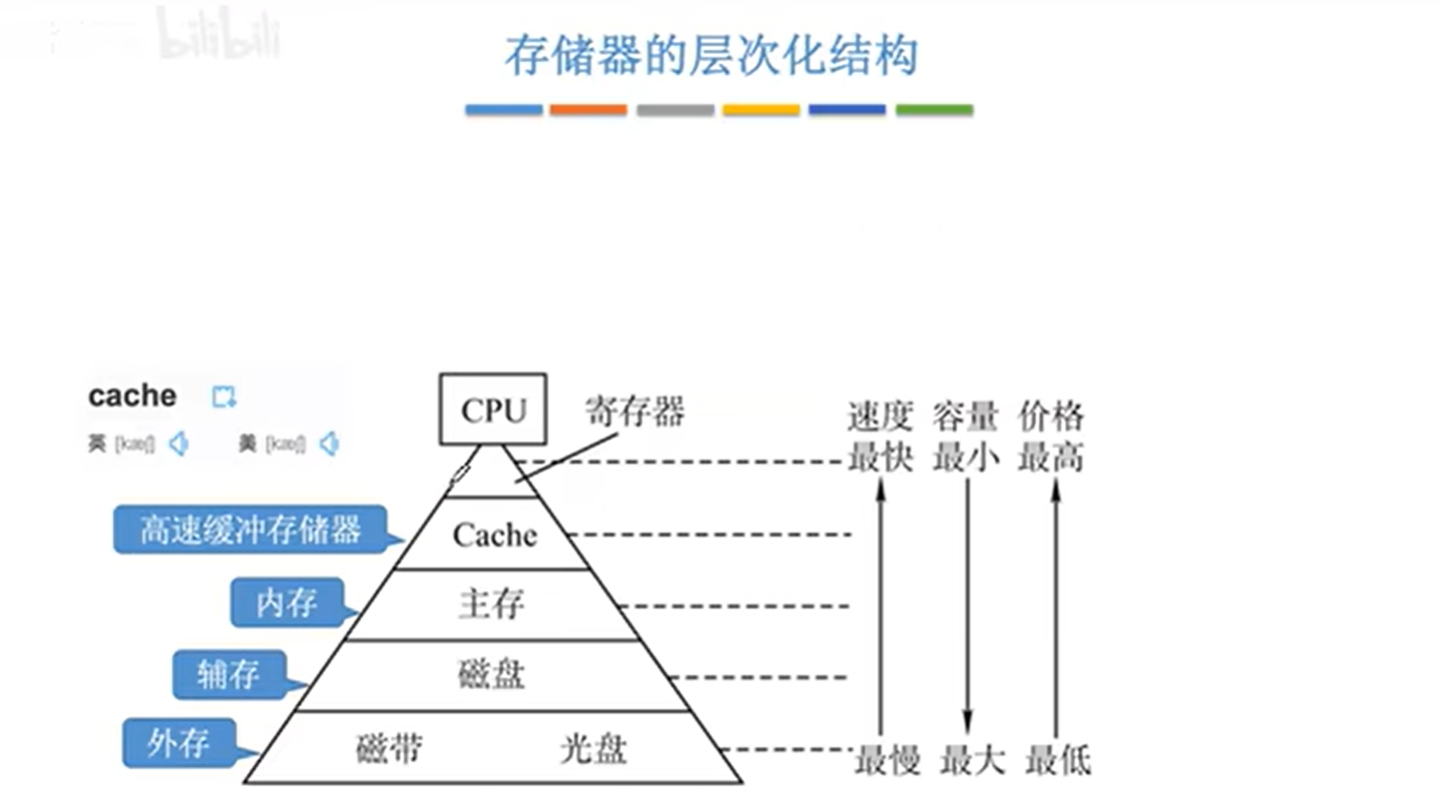 bilibili
存储器的层次化结构
cache
英 [kæʃ] 美 [kæʃ]
CPU
寄存器
速度 容量 价格
最快 最小 最高
高速缓冲存储器
Cache
内存
主存
辅存
磁盘
外存
磁带 光盘
最慢 最大 最低